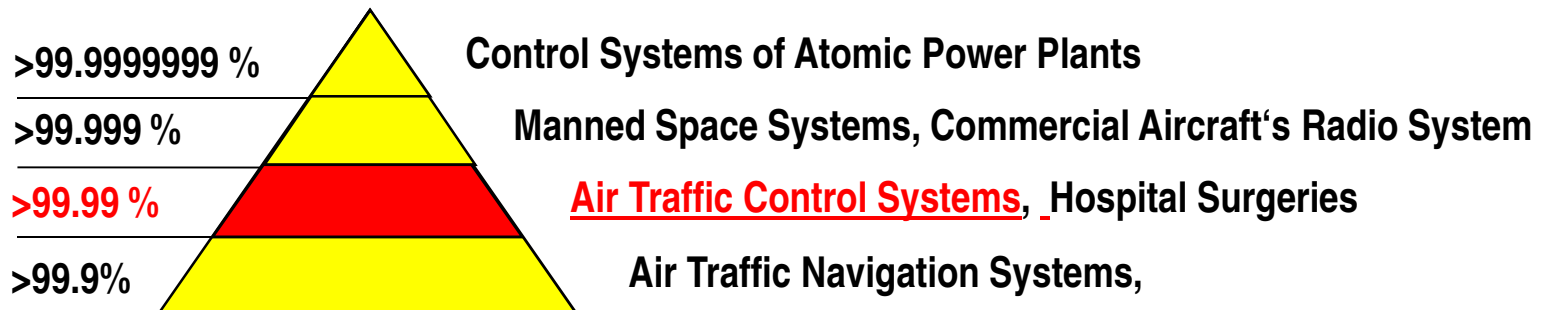 >99.9999999 % Control Systems of Atomic Power Plants
>99.999 % Manned Space Systems, Commercial Aircraft‘s Radio System
>99.99 % Air Traffic Control Systems, Hospital Surgeries
>99.9% Air Traffic Navigation Systems,